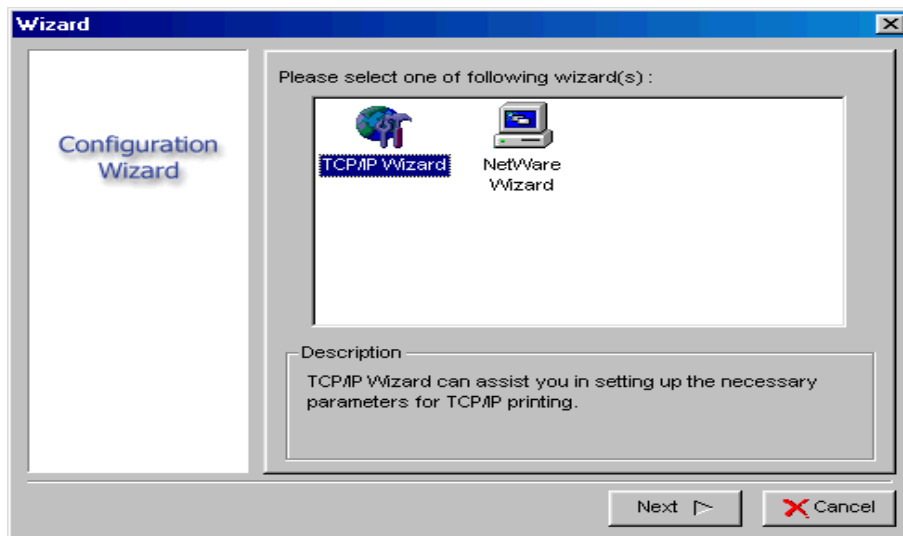 Wizard
Configuration
Wizard
Please select one of following wizard(s) :
TCP/IP Wizard
NetWare
Wizard
Description
TCP/IP Wizard can assist you in setting up the necessary
parameters for TCP/IP printing.
Next
Cancel